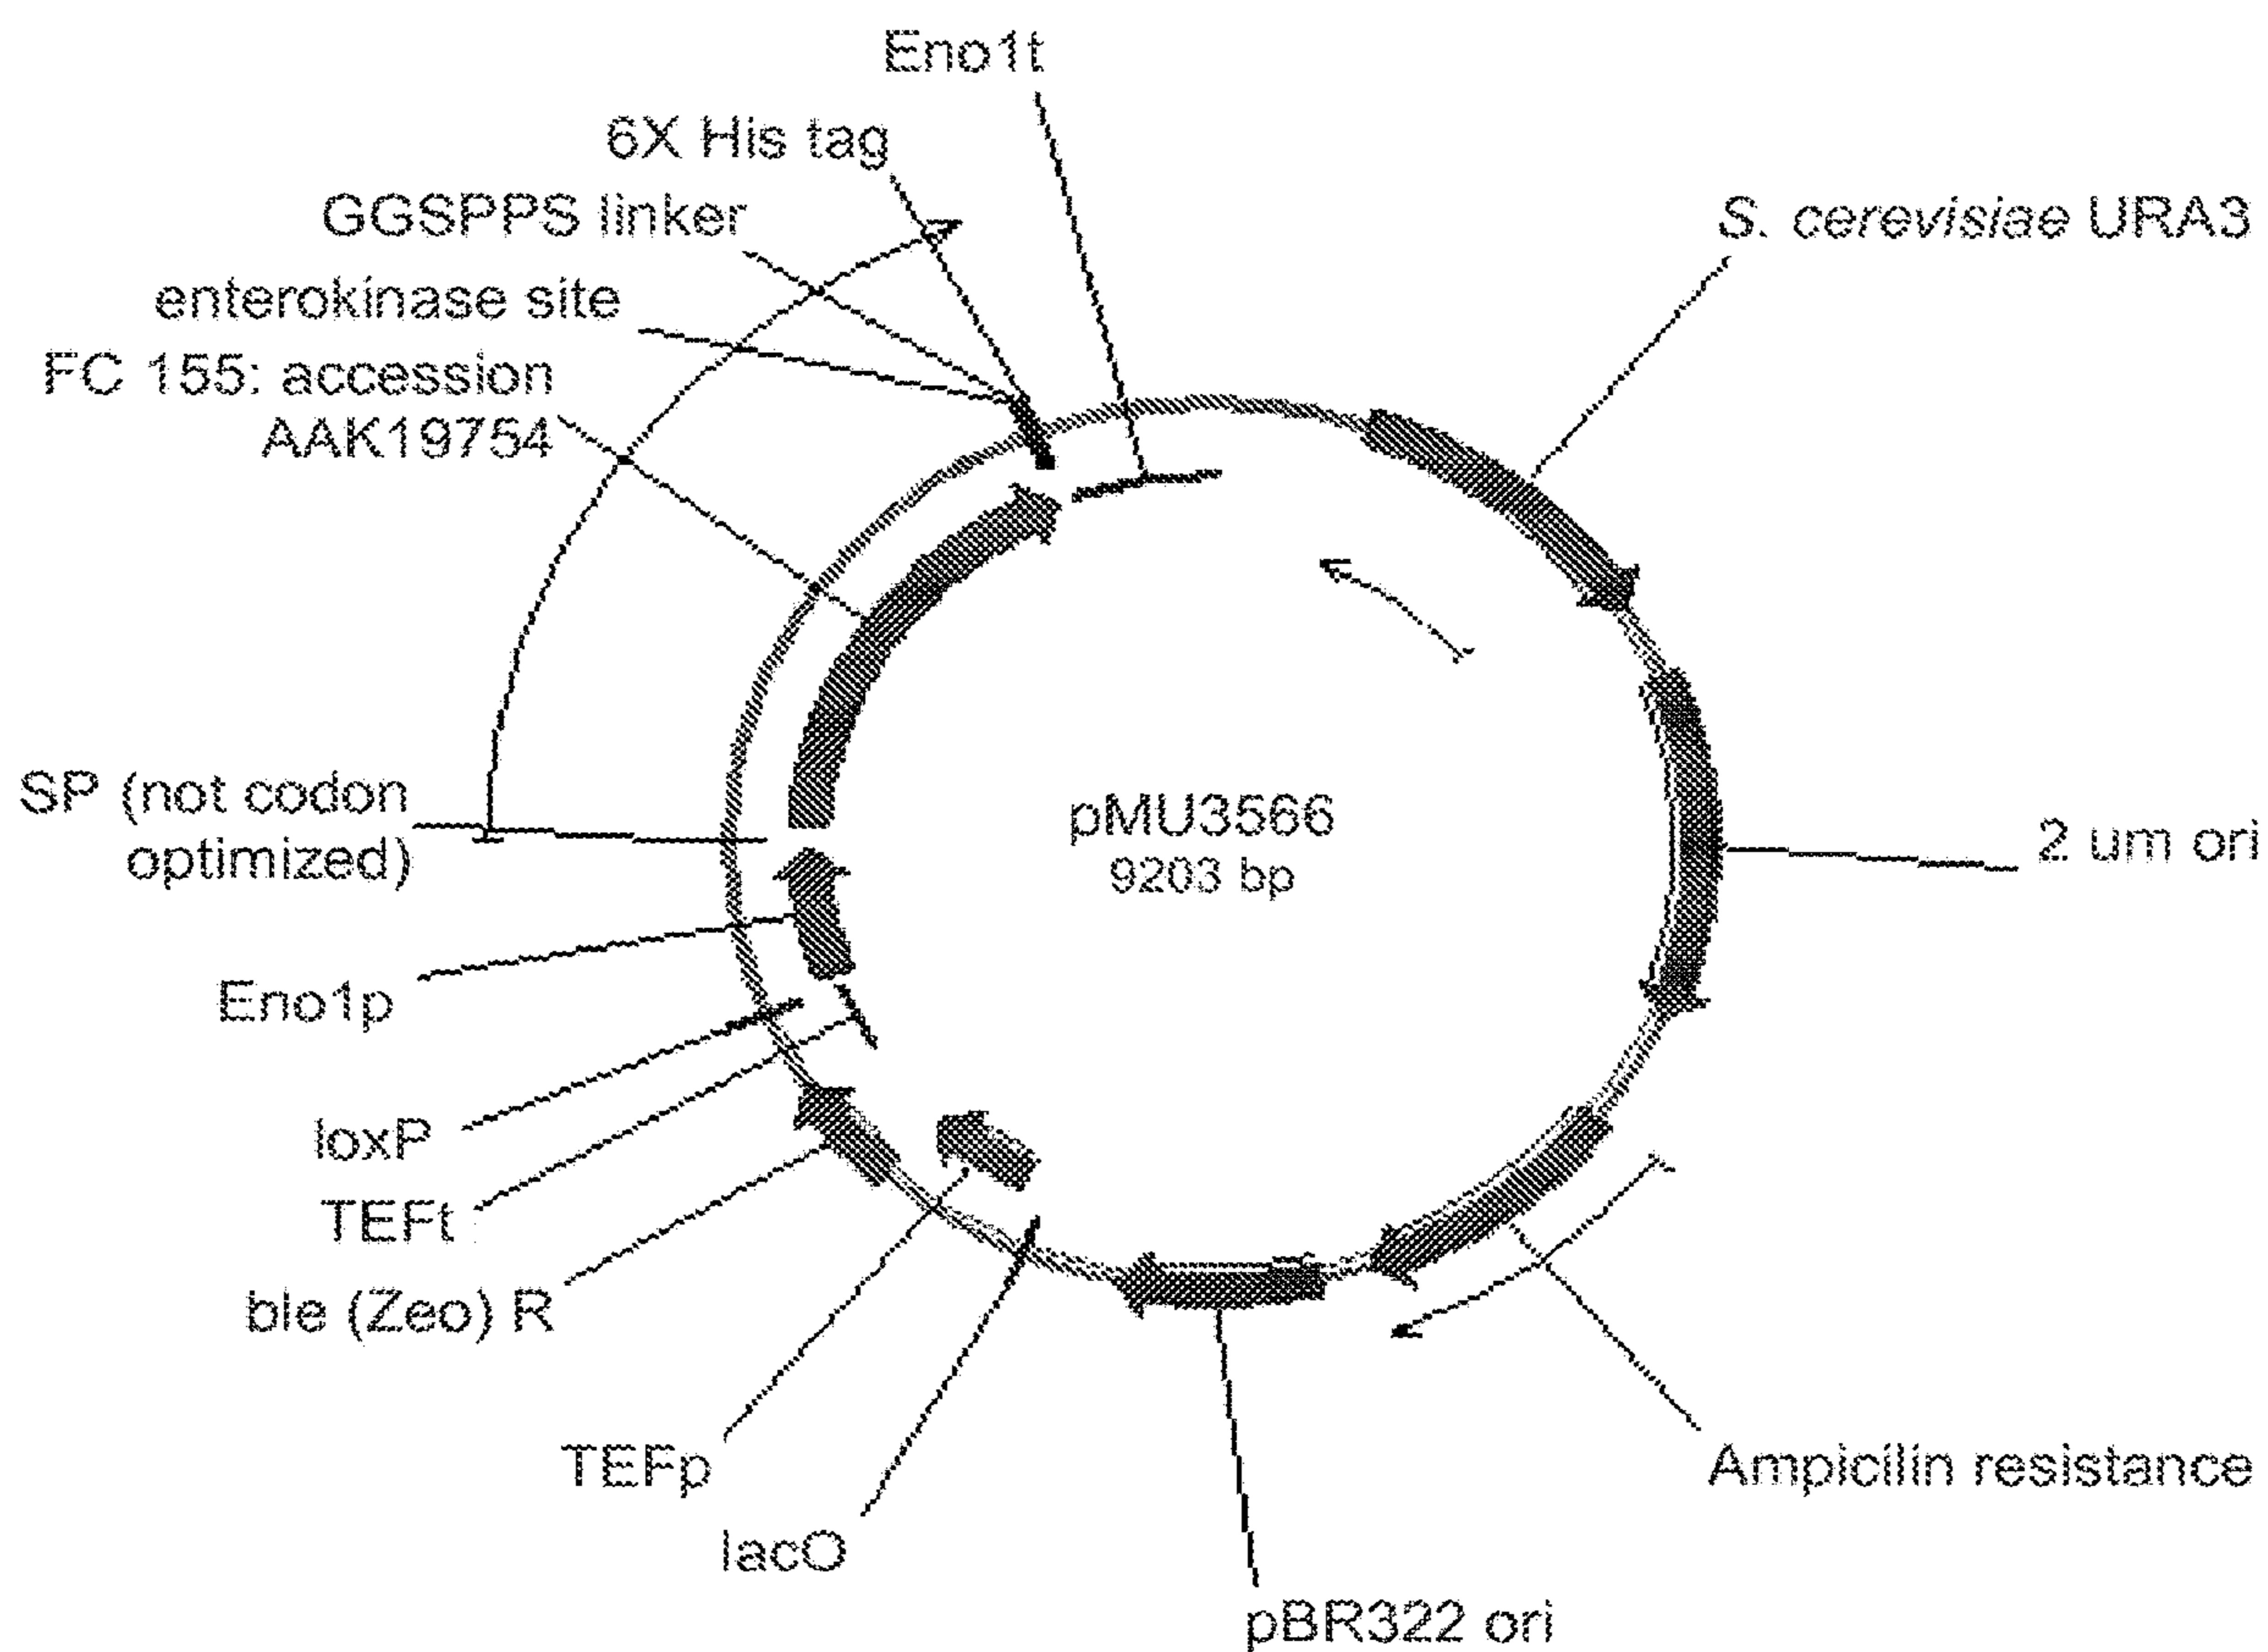 Eno1t
6X His tag
GGSPPS linker
S. cerevisiae URA3
enterokinase site
FC 155: accession
AAK19754
SP (not codon
optimized)
pMU3566
9203 bp
2 um ori
Eno1p
loxP
TEFt
ble (Zeo) R
TEFp
Ampicilin resistance
lacO
pBR322 ori